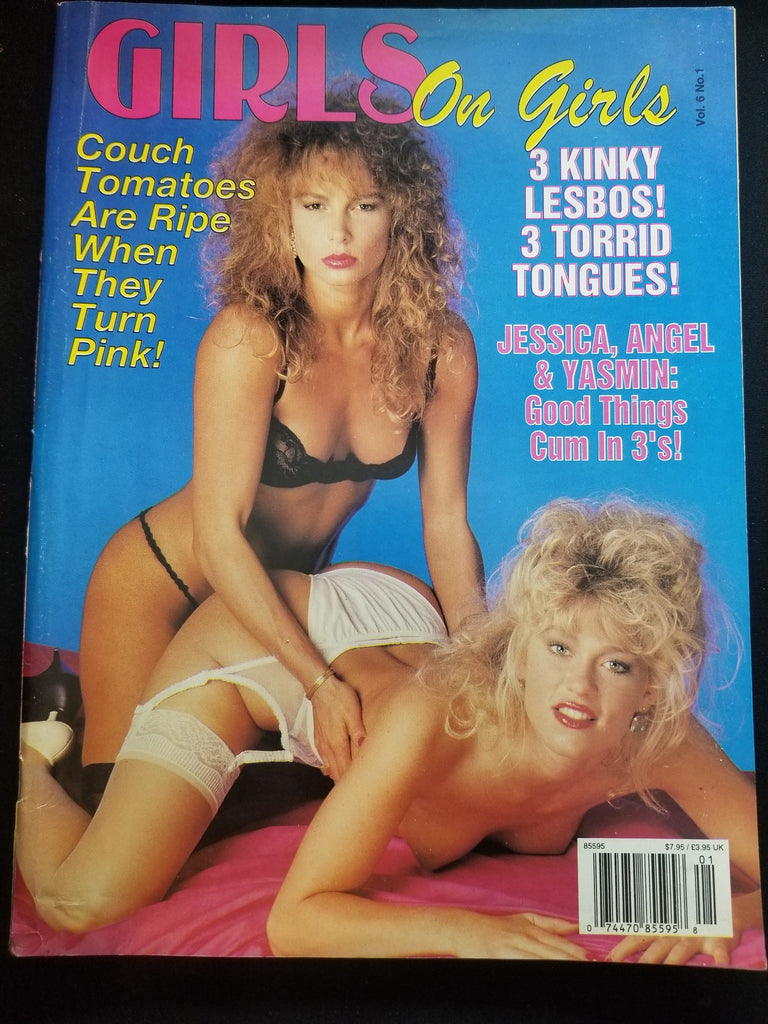 GIRLS On Girls
Vol. 6 No.1
Couch
Tomatoes
Are Ripe
When
They
Turn
Pink!
3 KINKY
LESBOS!
3 TORRID
TONGUES!
JESSICA, ANGEL
& YASMIN:
Good Things
Cum In 3's!
85595 $7.95 / £3.95 UK
01
0 74470 85595 8